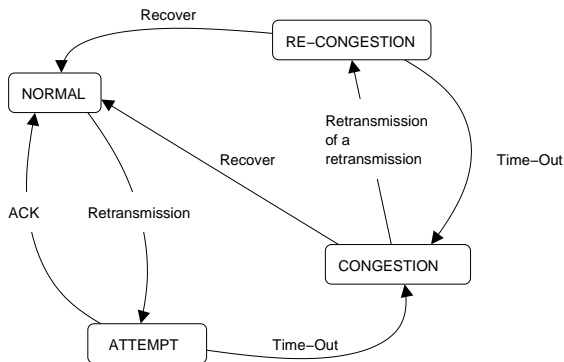 Recover
RE−CONGESTION
NORMAL
Retransmission
of a
retransmission
Recover
Time−Out
ACK
Retransmission
CONGESTION
ATTEMPT
Time−Out